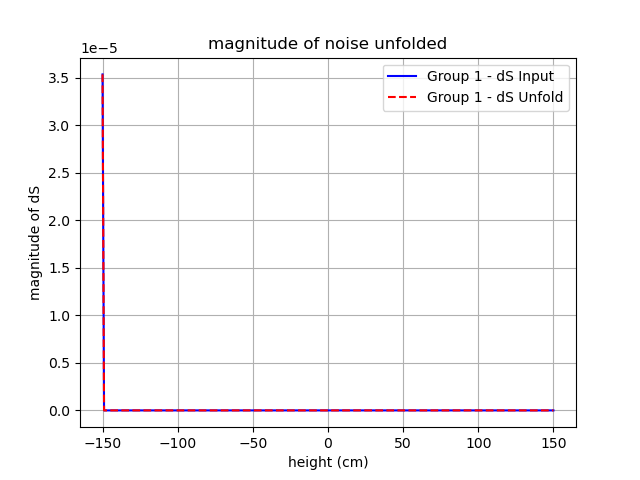 magnitude of noise unfolded
1e−5
Group 1 - dS Input
Group 1 - dS Unfold
3.5
3.0
2.5
2.0
1.5
1.0
0.5
0.0
magnitude of dS
−150 −100 −50 0 50 100 150
height (cm)